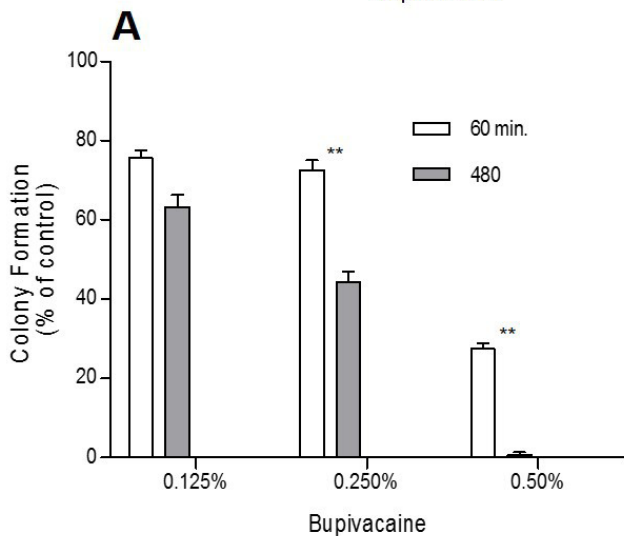 A
100
80
60
40
20
0
Colony Formation
(% of control)
60 min.
480
**
**
0.125%
0.250%
0.50%
Bupivacaine